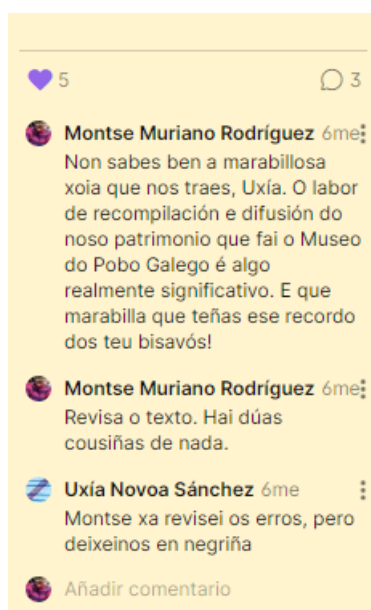 5 3
Montse Muriano Rodríguez 6me
Non sabes ben a marabillosa
xoia que nos traes, Uxía. O labor
de recompilación e difusión do
noso patrimonio que fai o Museo
do Pobo Galego é algo
realmente significativo. E que
marabilla que teñas ese recordo
dos teu bisavós!
Montse Muriano Rodríguez 6me
Revisa o texto. Hai dúas
cousiñas de nada.
Uxía Novoa Sánchez 6me
Montse xa revisei os erros, pero
deixeinos en negriña
Añadir comentario